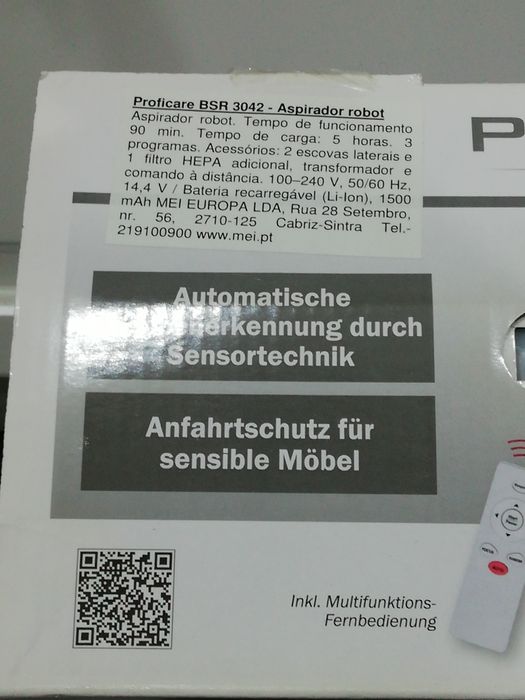 Proficare BSR 3042 - Aspirador robot
Aspirador robot. Tempo de funcionamento
90 min. Tempo de carga: 5 horas. 3
programas. Acessórios: 2 escovas laterais e
1 filtro HEPA adicional, transformador e
comando à distância. 100–240 V, 50/60 Hz,
14,4 V / Bateria recarregável (Li-Ion), 1500
mAh MEI EUROPA LDA, Rua 28 Setembro,
nr. 56, 2710-125 Cabriz-Sintra Tel.-
219100900 www.mei.pt
P
Automatische
erkennung durch
Sensortechnik
Anfahrtschutz für
sensible Möbel
Inkl. Multifunktions-
Fernbedienung